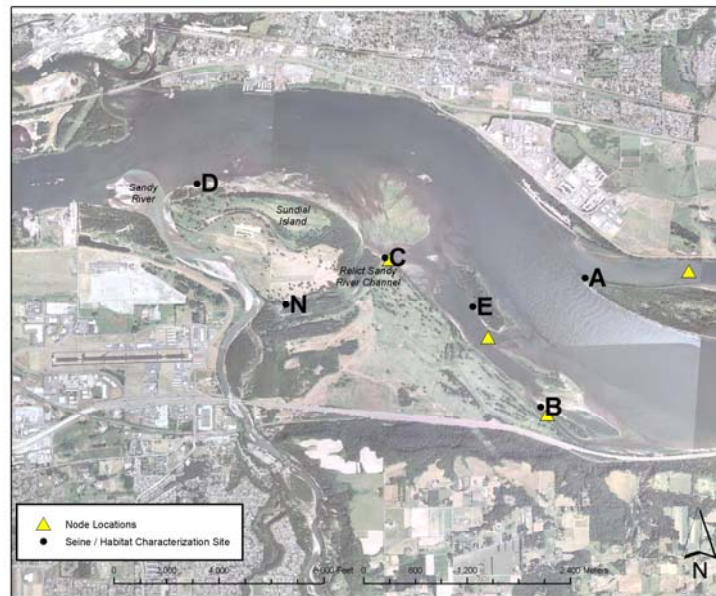 D
Sandy
River
Sundial
Island
C
Relict Sandy
River Channel
A
N
E
B
Node Locations
Seine / Habitat Characterization Site
N
0 2,000 4,000 Feet 0 1,200 2,400 Meters